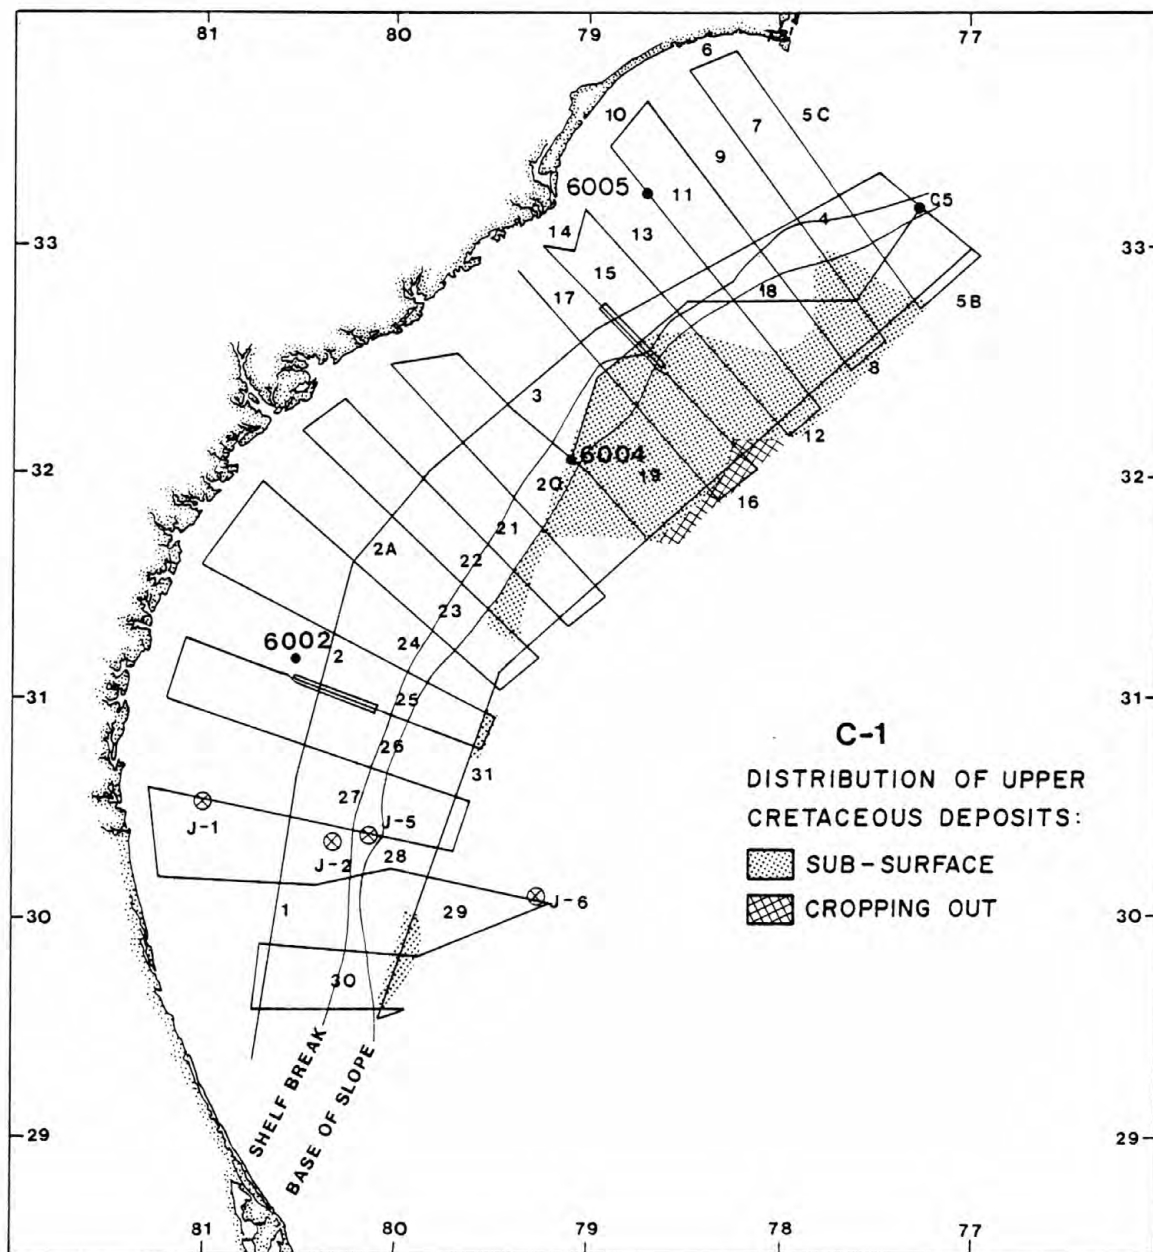 81 80 79 77
6
10 7 5C
9
6005 11
C5
14 13 4
33 33
15
17 18 5B
8
3
12
6004
32 20 19 32
16
21
2A 22
23
6002 24
2
31 25 31
26 C-1
31 DISTRIBUTION OF UPPER
27 CRETACEOUS DEPOSITS:
J-1 J-5
J-2 28 SUB-SURFACE
J-6
30 1 29 CROPPING OUT 30
30
SHELF BREAK
BASE OF SLOPE
29 29
81 80 79 78 77